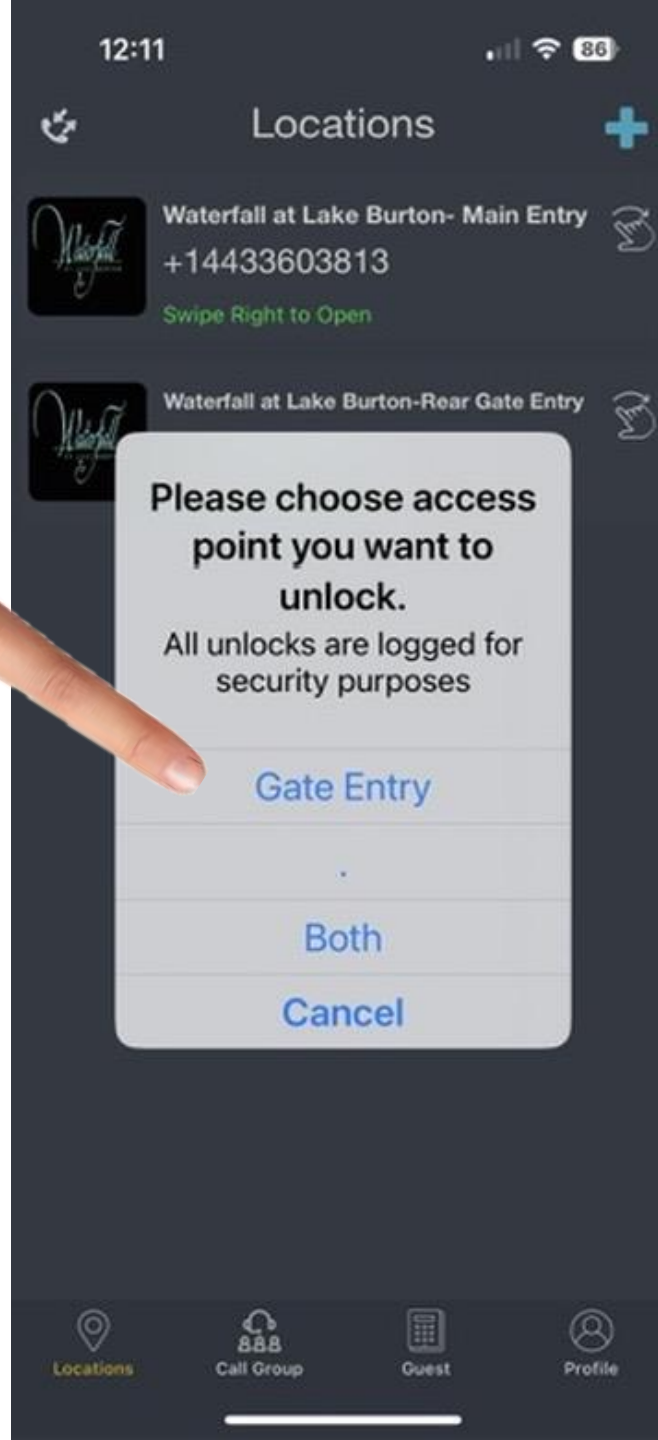 12:11
86
Locations
Waterfall
Waterfall at Lake Burton- Main Entry
+14433603813
Swipe Right to Open
Waterfall
Waterfall at Lake Burton-Rear Gate Entry
Please choose access
point you want to
unlock.
All unlocks are logged for
security purposes
Gate Entry
.
Both
Cancel
Locations
Call Group
Guest
Profile